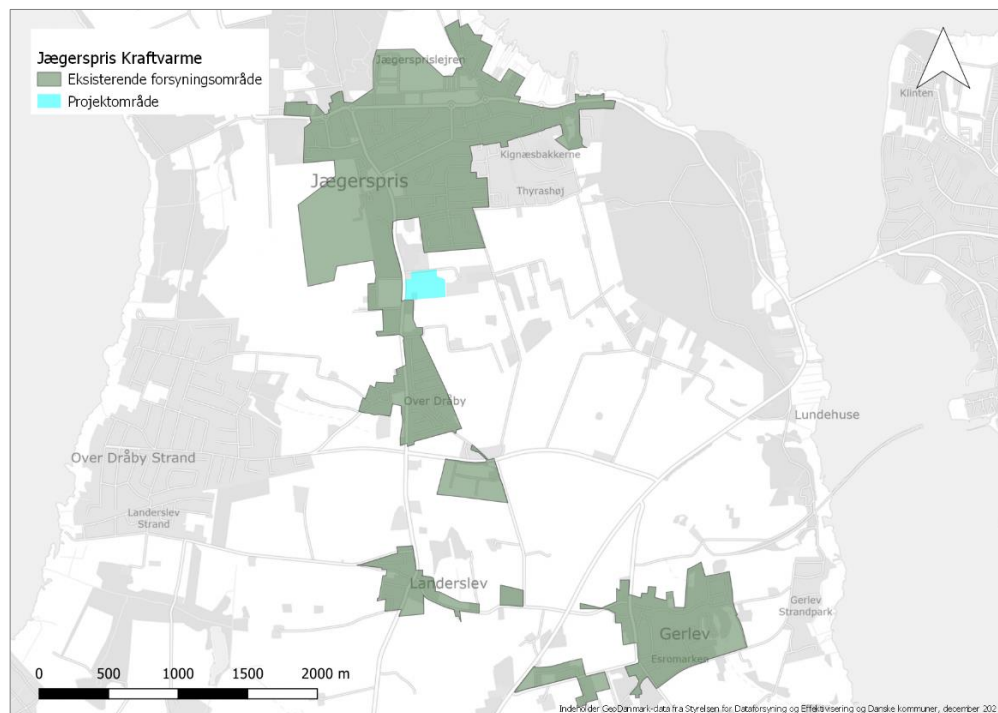 Jægerspris Kraftvarme
Eksisterende forsyningsområde
Projektområde
Jægersprislejren
Klinten
Kignæsbakkerne
Jægerspris
Thyrashøj
Over Dråby
Lundehuse
Over Dråby Strand
Landerslev
Strand
Landerslev
Gerlev
Strandpark
Gerlev
Esromarken
0 500 1000 1500 2000 m
Indeholder GeoDanmark-data fra Styrelsen for Dataforsyning og Effektivisering og Danske kommuner, december 202